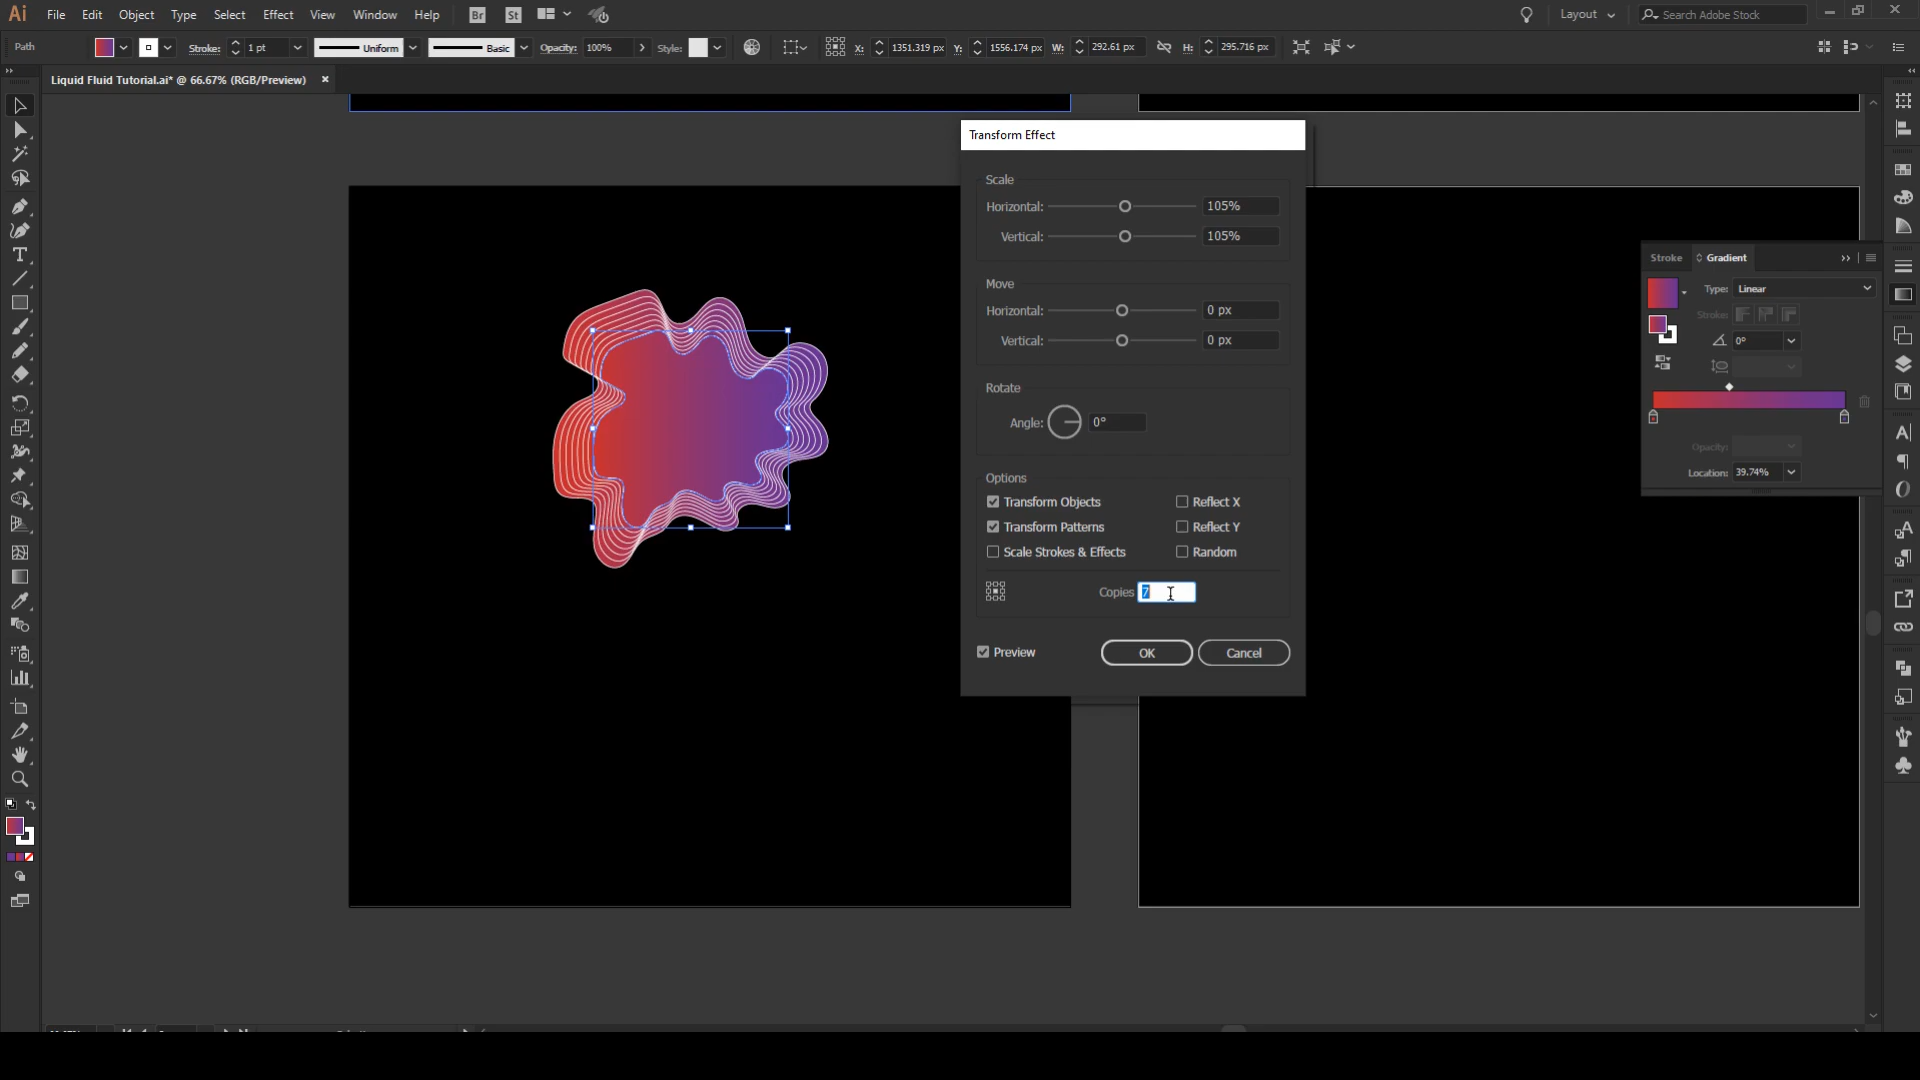 Ai File Edit Object Type Select Effect View Window Help Br St Layout Search Adobe Stock
Path Stroke: 1 pt Uniform Basic Opacity: 100% Style: X: 1351.319 px Y: 1556.174 px W: 292.61 px H: 295.716 px
Liquid Fluid Tutorial.ai* @ 66.67% (RGB/Preview) ×
Transform Effect
Scale
Horizontal: 105%
Vertical: 105%
Move
Horizontal: 0 px
Vertical: 0 px
Rotate
Angle: 0°
Options
Transform Objects Reflect X
Transform Patterns Reflect Y
Scale Strokes & Effects Random
Copies 7
Preview OK Cancel
Stroke Gradient
Type: Linear
Stroke:
0°
Opacity:
Location: 39.74%